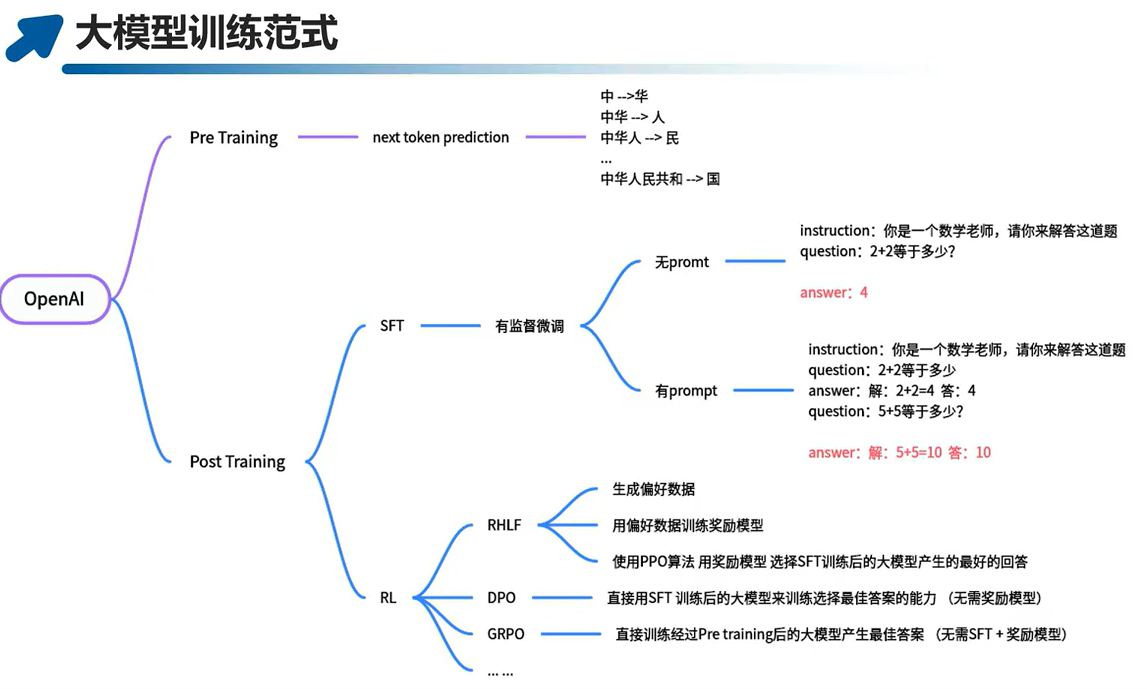 大模型训练范式
OpenAI
Pre Training
next token prediction
中 -->华
中华 --> 人
中华人 --> 民
...
中华人民共和 --> 国
Post Training
SFT
有监督微调
无promt
instruction：你是一个数学老师，请你来解答这道题
question：2+2等于多少？
answer：4
有prompt
instruction：你是一个数学老师，请你来解答这道题
question：2+2等于多少
answer：解：2+2=4 答：4
question：5+5等于多少？
answer：解：5+5=10 答：10
RL
RHLF
生成偏好数据
用偏好数据训练奖励模型
使用PPO算法 用奖励模型 选择SFT训练后的大模型产生的最好的回答
DPO
直接用SFT 训练后的大模型来训练选择最佳答案的能力 （无需奖励模型）
GRPO
直接训练经过Pre training后的大模型产生最佳答案 （无需SFT + 奖励模型）
... ...